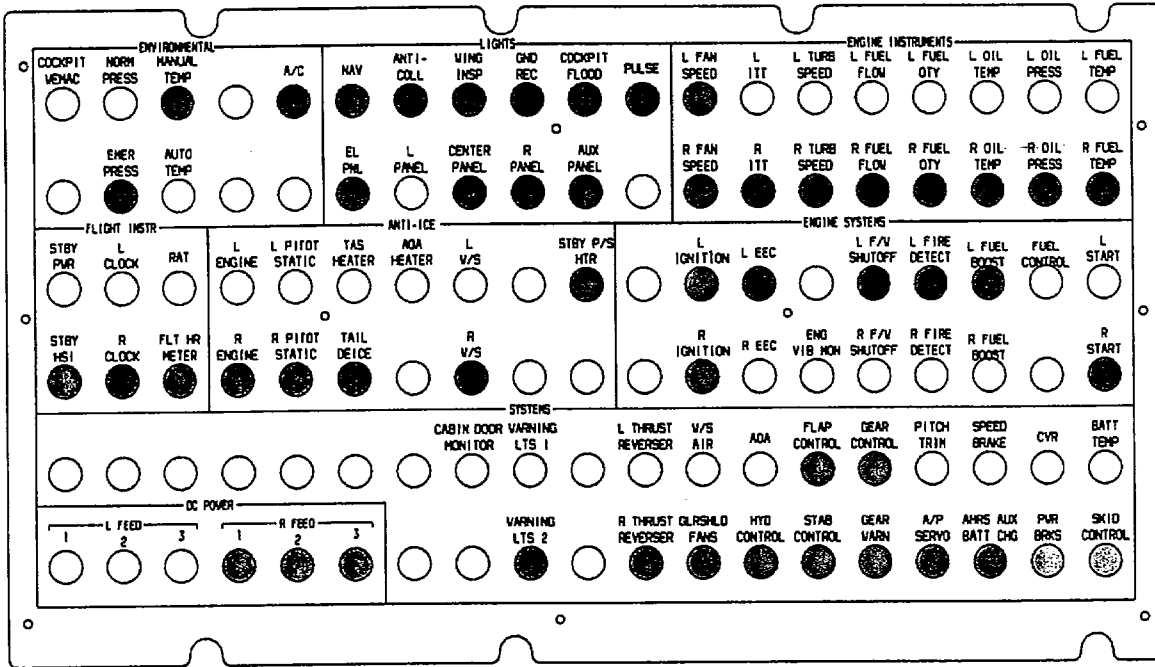 ENVIRONMENTAL
COCKPIT NORM MANUAL A/C
WEMAC PRESS TEMP
EMER AUTO
PRESS TEMP
LIGHTS
NAV ANTI- WING GND COCKPIT PULSE
COLL INSP REC FLOOD
EL L CENTER R AUX
PNL PANEL PANEL PANEL PANEL
ENGINE INSTRUMENTS
L FAN L L TURB L FUEL L FUEL L OIL L OIL L FUEL
SPEED ITT SPEED FLOW QTY TEMP PRESS TEMP
R FAN R R TURB R FUEL R FUEL R OIL R OIL R FUEL
SPEED ITT SPEED FLOW QTY TEMP PRESS TEMP
FLIGHT INSTR
STBY L RAT
PWR CLOCK
STBY R FLT HR
HSI CLOCK METER
ANTI-ICE
L L PITOT TAS AOA L STBY P/S
ENGINE STATIC HEATER HEATER W/S HTR
R R PITOT TAIL R
ENGINE STATIC DEICE W/S
ENGINE SYSTEMS
L L EEC L F/W L FIRE L FUEL FUEL L
IGNITION SHUTOFF DETECT BOOST CONTROL START
R R EEC ENG R F/W R FIRE R FUEL R
IGNITION VIB MON SHUTOFF DETECT BOOST START
SYSTEMS
CABIN DOOR WARNING L THRUST W/S AOA FLAP GEAR PITCH SPEED CVR BATT
MONITOR LTS 1 REVERSER AIR CONTROL CONTROL TRIM BRAKE TEMP
DC POWER
L FEED R FEED
1 2 3 1 2 3
WARNING R THRUST GLRSHLD HYD STAB GEAR A/P AHRS AUX PWR SKID
LTS 2 REVERSER FANS CONTROL CONTROL WARN SERVO BATT CHG BRKS CONTROL